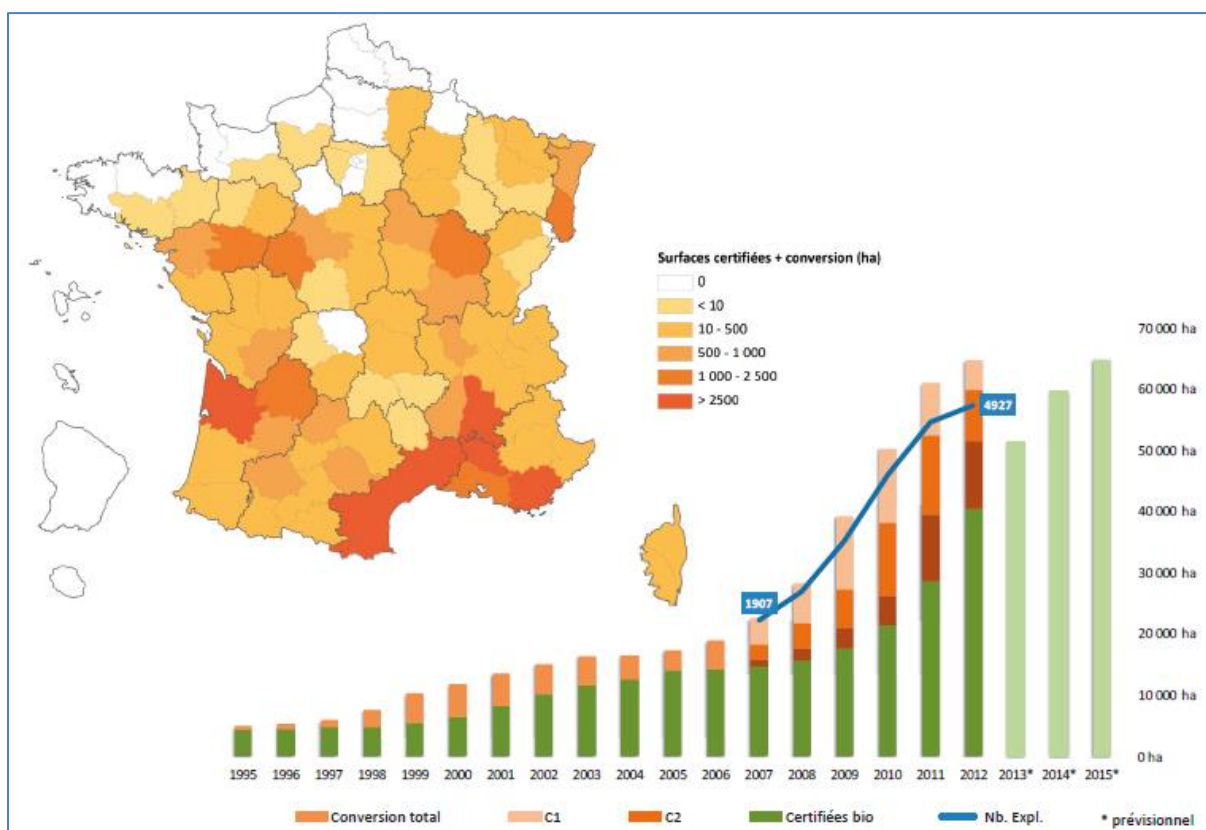 Surfaces certifiées + conversion (ha)
0
< 10
10 - 500
500 - 1 000
1 000 - 2 500
> 2500
70 000 ha
60 000 ha
50 000 ha
40 000 ha
30 000 ha
20 000 ha
10 000 ha
0 ha
1907
4927
1995 1996 1997 1998 1999 2000 2001 2002 2003 2004 2005 2006 2007 2008 2009 2010 2011 2012 2013* 2014* 2015*
Conversion total C1 C2 Certifiées bio Nb. Expl. * prévisionnel